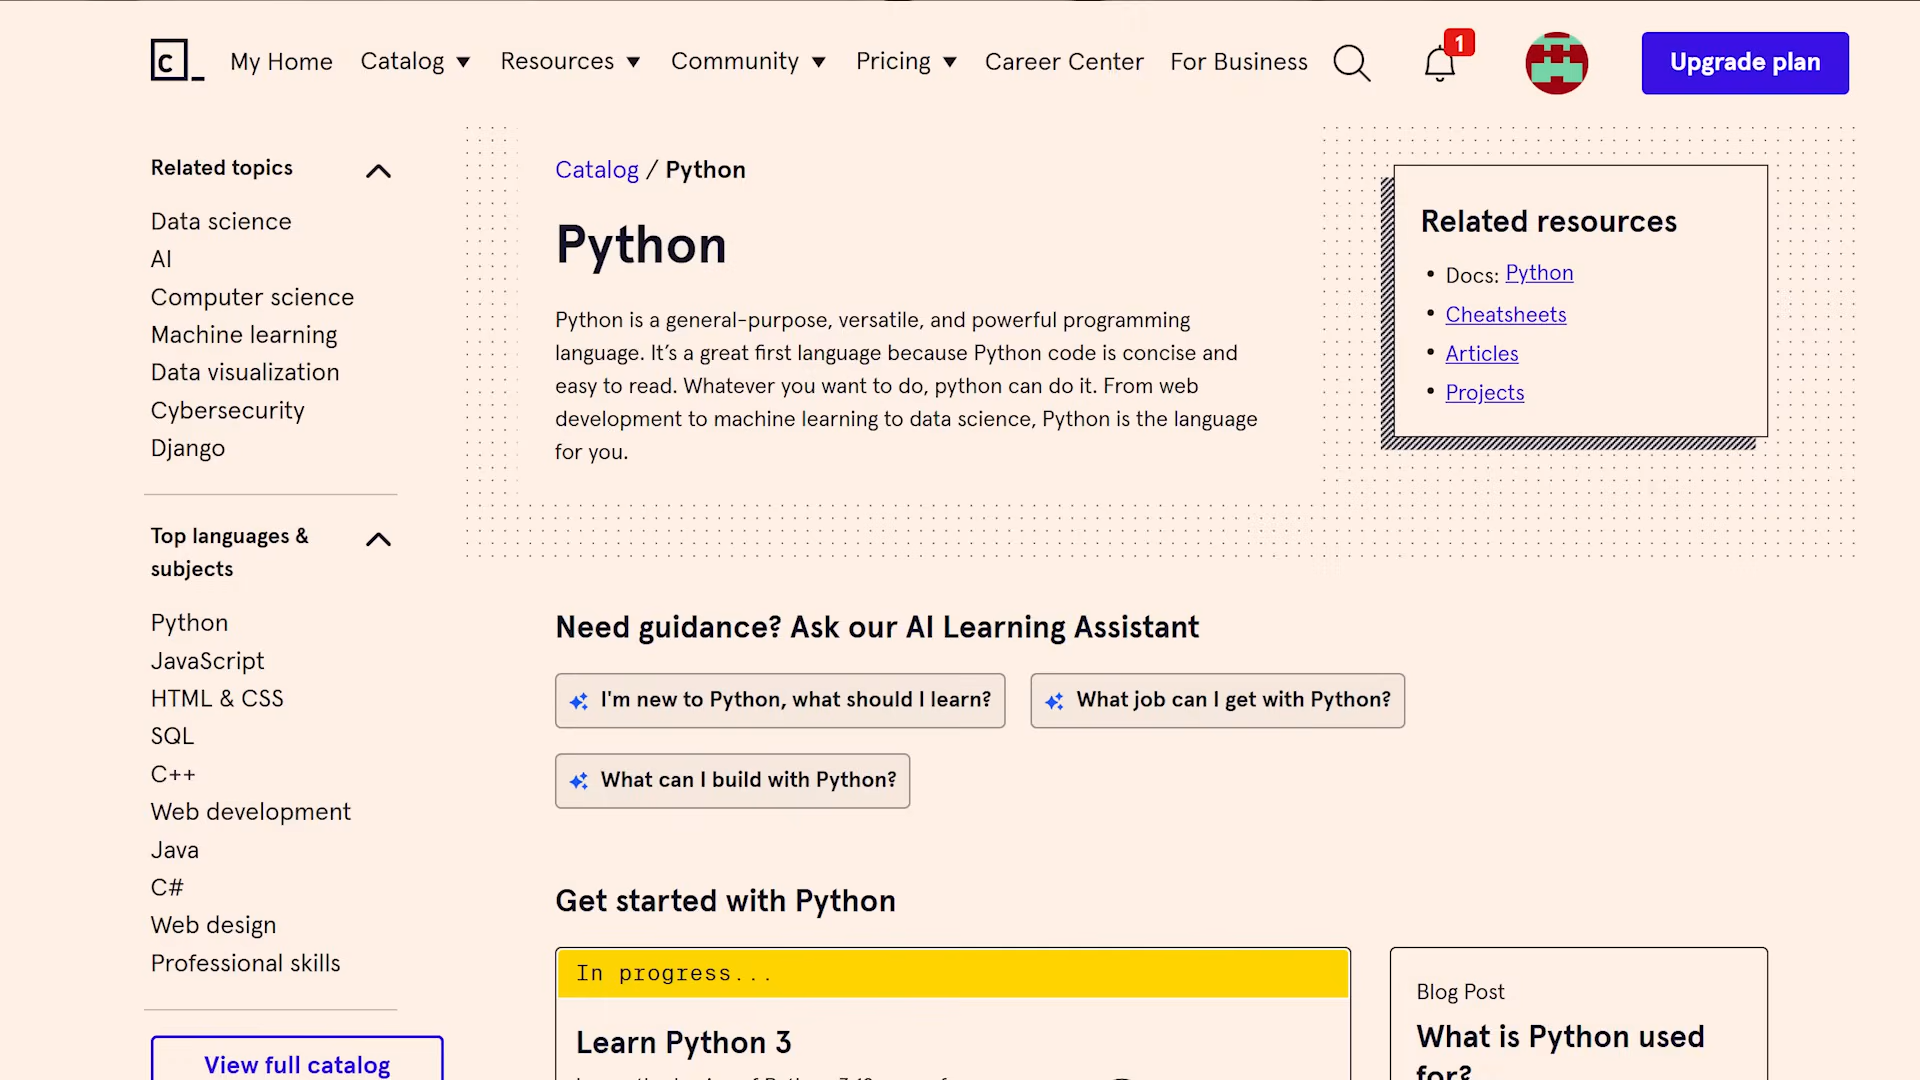 c_ My Home Catalog Resources Community Pricing Career Center For Business 1 Upgrade plan
Related topics
Data science
AI
Computer science
Machine learning
Data visualization
Cybersecurity
Django
Top languages &
subjects
Python
JavaScript
HTML & CSS
SQL
C++
Web development
Java
C#
Web design
Professional skills
View full catalog
Catalog / Python
Python
Python is a general-purpose, versatile, and powerful programming
language. It’s a great first language because Python code is concise and
easy to read. Whatever you want to do, python can do it. From web
development to machine learning to data science, Python is the language
for you.
Related resources
• Docs: Python
• Cheatsheets
• Articles
• Projects
Need guidance? Ask our AI Learning Assistant
I'm new to Python, what should I learn?
What job can I get with Python?
What can I build with Python?
Get started with Python
In progress...
Learn Python 3
Blog Post
What is Python used
for?